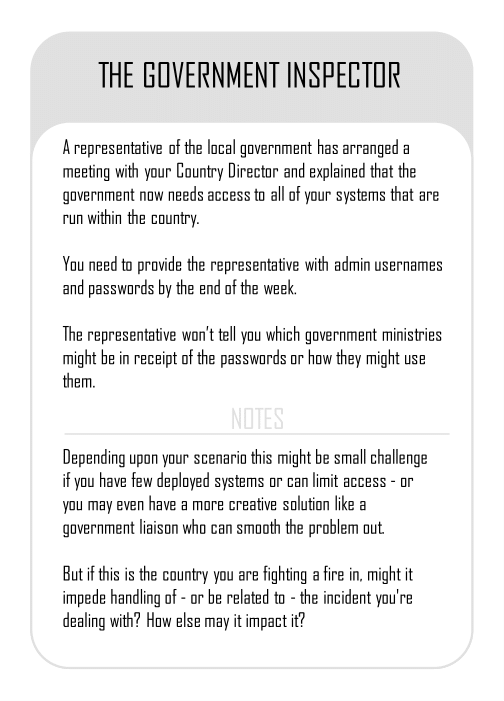 THE GOVERNMENT INSPECTOR
A representative of the local government has arranged a
meeting with your Country Director and explained that the
government now needs access to all of your systems that are
run within the country.
You need to provide the representative with admin usernames
and passwords by the end of the week.
The representative won't tell you which government ministries
might be in receipt of the passwords or how they might use
them.
NOTES
Depending upon your scenario this might be small challenge
if you have few deployed systems or can limit access - or
you may even have a more creative solution like a
government liaison who can smooth the problem out.
But if this is the country you are fighting a fire in, might it
impede handling of - or be related to - the incident you're
dealing with? How else may it impact it?